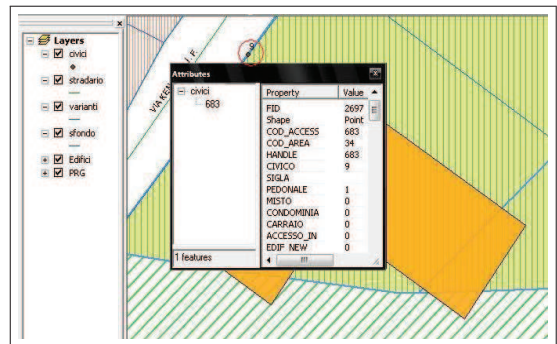 Layers
civici
stradario
varianti
sfondo
Edifici
PRG
9
VIA KEN
J. F.
Attributes
civici
683
Property Value
FID 2697
Shape Point
COD_ACCESS 683
COD_AREA 34
HANDLE 683
CIVICO 9
SIGLA
PEDONALE 1
MISTO 0
CONDOMINIA 0
CARRAIO 0
ACCESSO_IN 0
EDIF_NEW 0
1 features